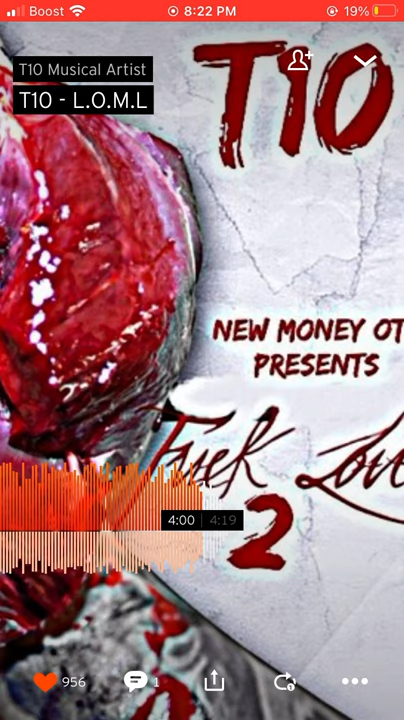 Boost 8:22 PM 19%
T10 Musical Artist
T10 - L.O.M.L
T10
NEW MONEY OT
PRESENTS
Fuck Love
2
4:00 | 4:19
956 1